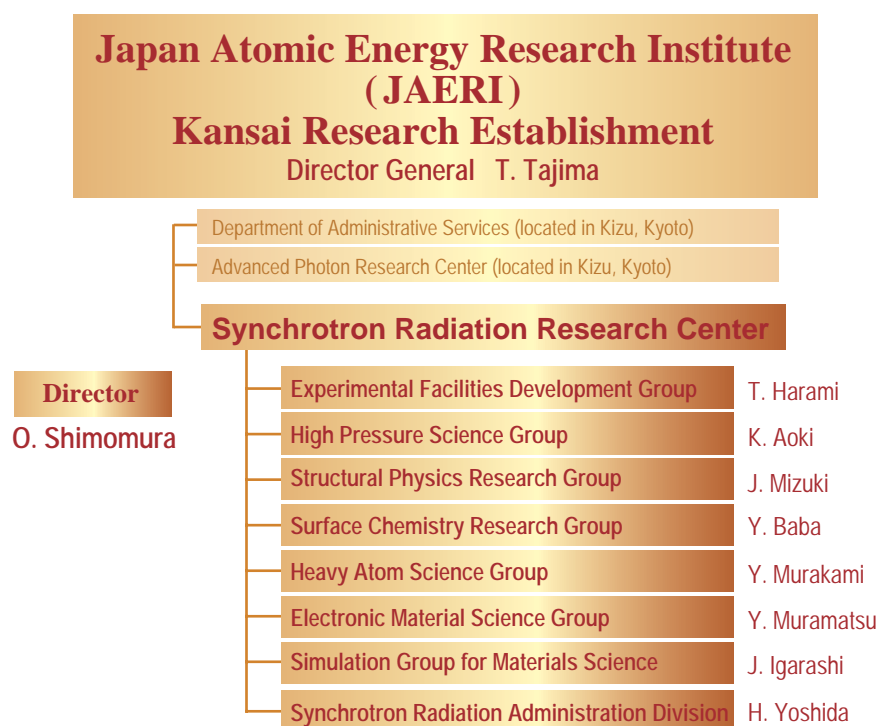 Japan Atomic Energy Research Institute
(JAERI)
Kansai Research Establishment
Director General T. Tajima
Department of Administrative Services (located in Kizu, Kyoto)
Advanced Photon Research Center (located in Kizu, Kyoto)
Synchrotron Radiation Research Center
Director
O. Shimomura
Experimental Facilities Development Group T. Harami
High Pressure Science Group K. Aoki
Structural Physics Research Group J. Mizuki
Surface Chemistry Research Group Y. Baba
Heavy Atom Science Group Y. Murakami
Electronic Material Science Group Y. Muramatsu
Simulation Group for Materials Science J. Igarashi
Synchrotron Radiation Administration Division H. Yoshida